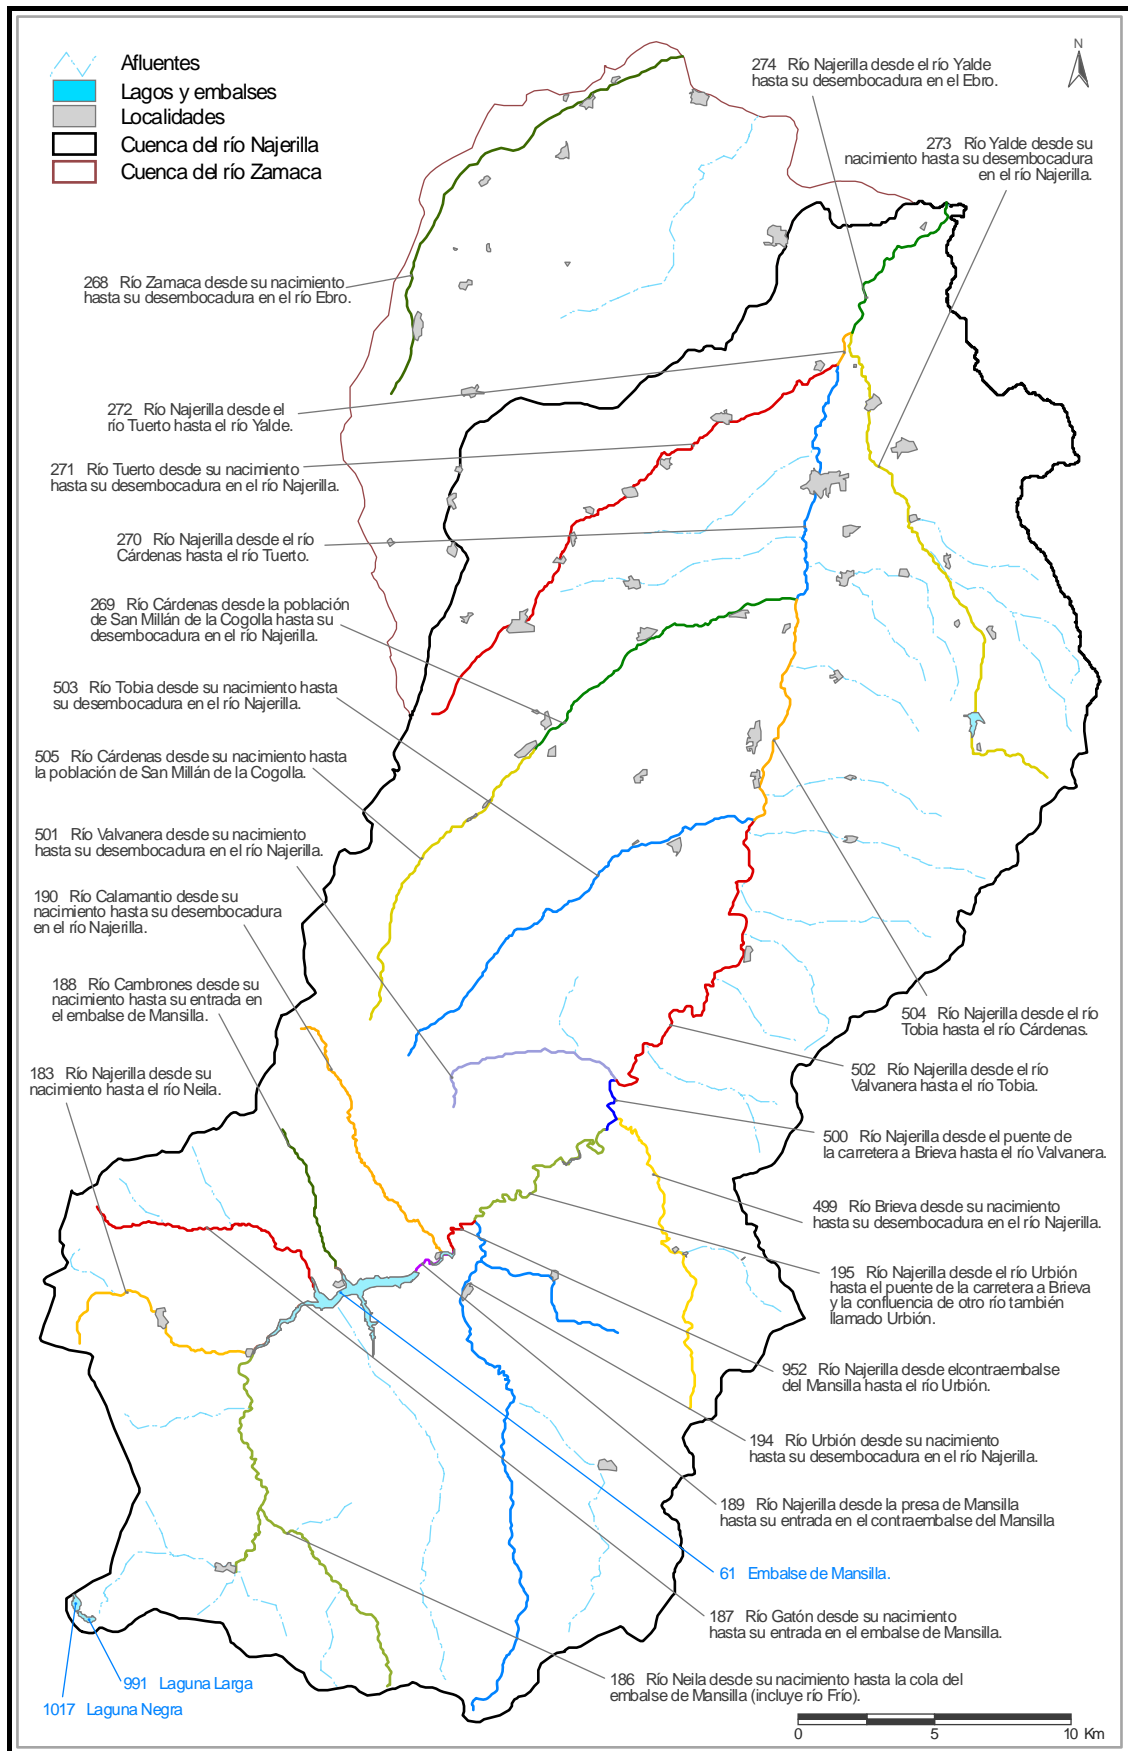 Afluentes
Lagos y embalses
Localidades
Cuenca del río Najerilla
Cuenca del río Zamaca
N
274 Río Najerilla desde el río Yalde
hasta su desembocadura en el Ebro.
273 Río Yalde desde su
nacimiento hasta su desembocadura
en el río Najerilla.
268 Río Zamaca desde su nacimiento
hasta su desembocadura en el río Ebro.
272 Río Najerilla desde el
río Tuerto hasta el río Yalde.
271 Río Tuerto desde su nacimiento
hasta su desembocadura en el río Najerilla.
270 Río Najerilla desde el río
Cárdenas hasta el río Tuerto.
269 Río Cárdenas desde la población
de San Millán de la Cogolla hasta su
desembocadura en el río Najerilla.
503 Río Tobia desde su nacimiento hasta
su desembocadura en el río Najerilla.
505 Río Cárdenas desde su nacimiento hasta
la población de San Millán de la Cogolla.
501 Río Valvanera desde su nacimiento
hasta su desembocadura en el río Najerilla.
190 Río Calamantio desde su
nacimiento hasta su desembocadura
en el río Najerilla.
188 Río Cambrones desde su
nacimiento hasta su entrada en
el embalse de Mansilla.
183 Río Najerilla desde su
nacimiento hasta el río Neila.
504 Río Najerilla desde el río
Tobia hasta el río Cárdenas.
502 Río Najerilla desde el río
Valvanera hasta el río Tobia.
500 Río Najerilla desde el puente de
la carretera a Brieva hasta el río Valvanera.
499 Río Brieva desde su nacimiento
hasta su desembocadura en el río Najerilla.
195 Río Najerilla desde el río Urbión
hasta el puente de la carretera a Brieva
y la confluencia de otro río también
llamado Urbión.
952 Río Najerilla desde elcontraembalse
del Mansilla hasta el río Urbión.
194 Río Urbión desde su nacimiento
hasta su desembocadura en el río Najerilla.
189 Río Najerilla desde la presa de Mansilla
hasta su entrada en el contraembalse del Mansilla
61 Embalse de Mansilla.
187 Río Gatón desde su nacimiento
hasta su entrada en el embalse de Mansilla.
186 Río Neila desde su nacimiento hasta la cola del
embalse de Mansilla (incluye río Frío).
991 Laguna Larga
1017 Laguna Negra
0 5 10 Km